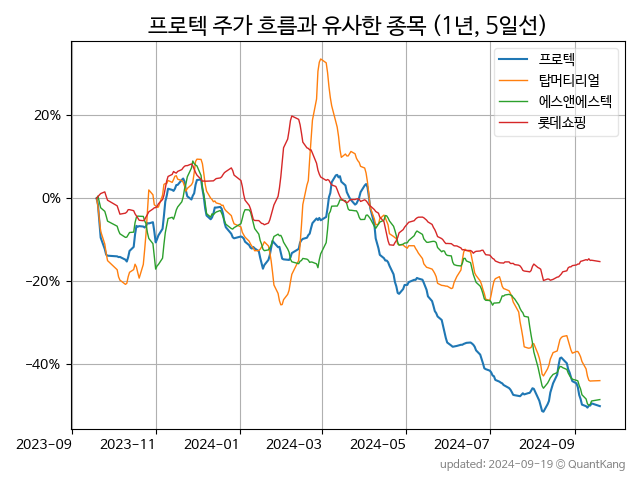 프로텍 주가 흐름과 유사한 종목 (1년, 5일선)
프로텍
탑머티리얼
에스앤에스텍
롯데쇼핑
20%
0%
−20%
−40%
2023-09 2023-11 2024-01 2024-03 2024-05 2024-07 2024-09
updated: 2024-09-19 © QuantKang